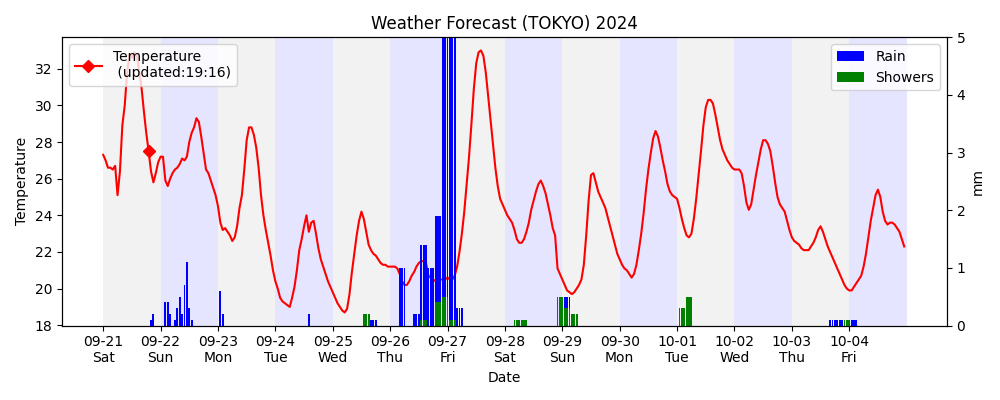 Weather Forecast (TOKYO) 2024
Temperature
(updated:19:16)
Rain
Showers
Temperature
32
30
28
26
24
22
20
18
5
4
3
2
1
0
mm
09-21 09-22 09-23 09-24 09-25 09-26 09-27 09-28 09-29 09-30 10-01 10-02 10-03 10-04
Sat Sun Mon Tue Wed Thu Fri Sat Sun Mon Tue Wed Thu Fri
Date